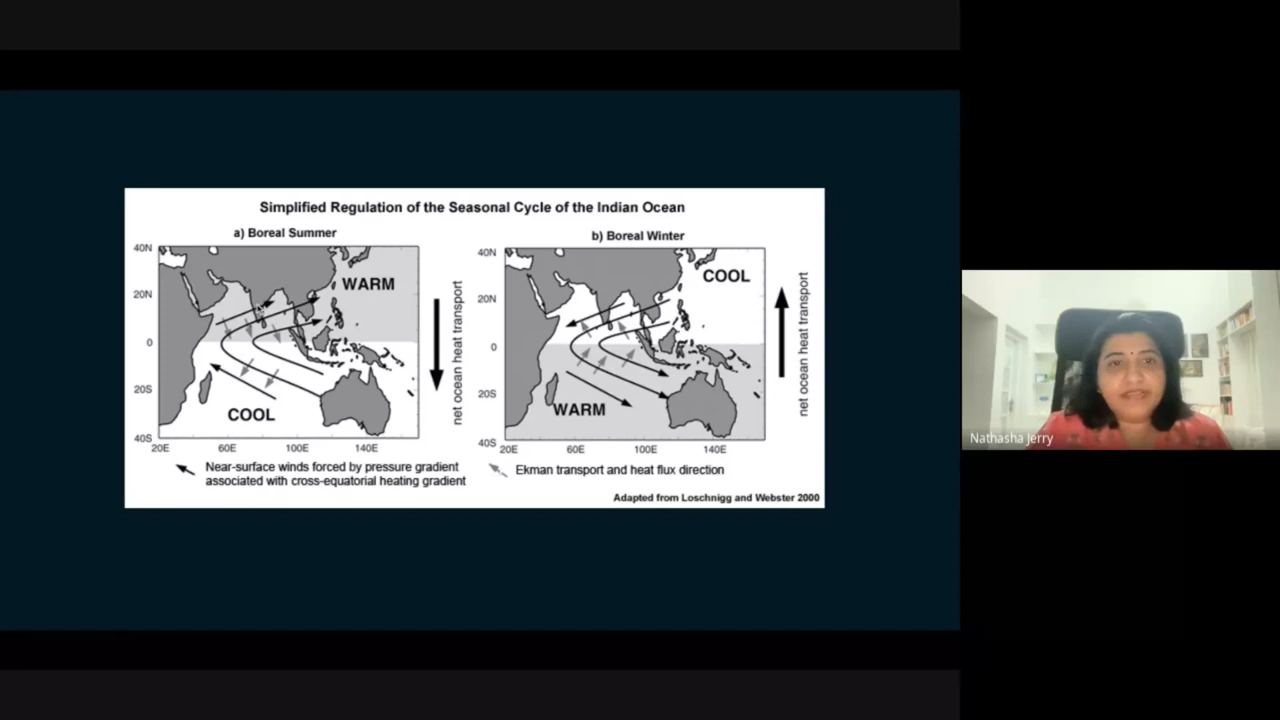 Simplified Regulation of the Seasonal Cycle of the Indian Ocean
a) Boreal Summer
40N
20N
0
20S
40S
20E 60E 100E 140E
WARM
COOL
net ocean heat transport
b) Boreal Winter
40N
20N
0
20S
40S
20E 60E 100E 140E
COOL
WARM
net ocean heat transport
Near-surface winds forced by pressure gradient
associated with cross-equatorial heating gradient
Ekman transport and heat flux direction
Adapted from Loschnigg and Webster 2000
Nathasha Jerry